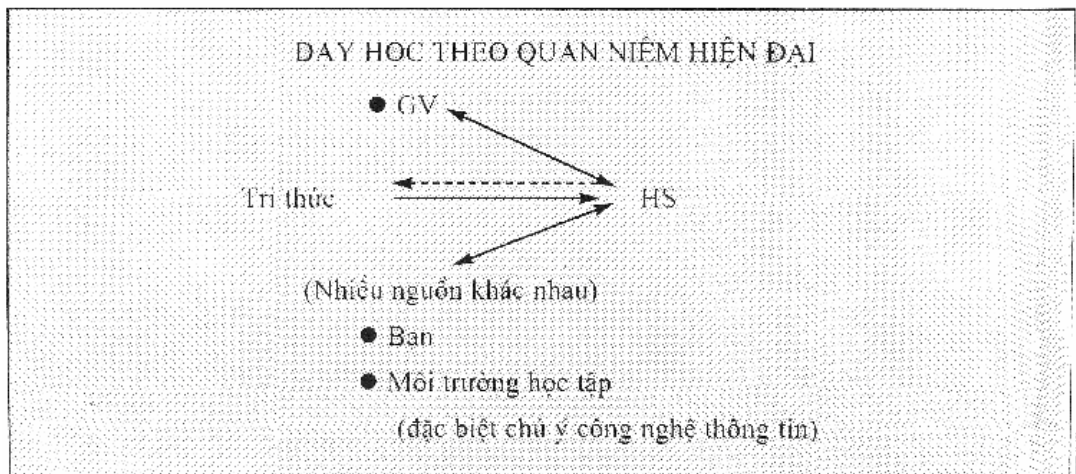 DẠY HỌC THEO QUAN NIỆM HIỆN ĐẠI
● GV
Tri thức HS
(Nhiều nguồn khác nhau)
● Bạn
● Môi trường học tập
(đặc biệt chú ý công nghệ thông tin)